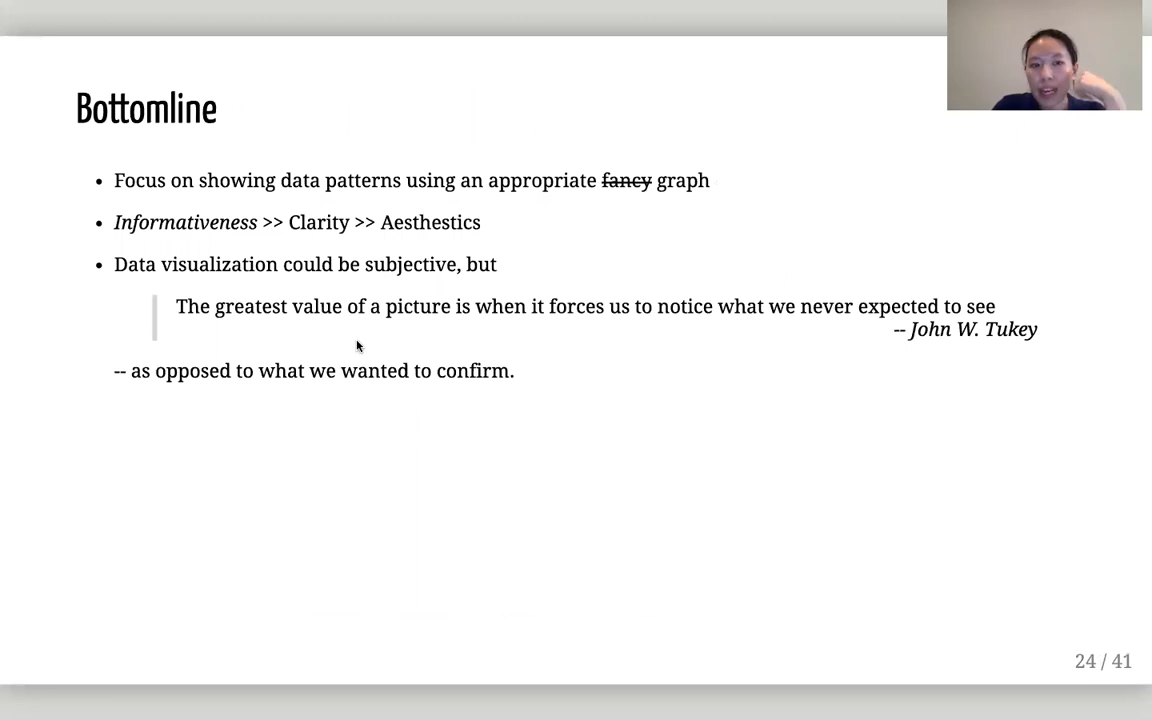 Bottomline
• Focus on showing data patterns using an appropriate fancy graph
• Informativeness >> Clarity >> Aesthestics
• Data visualization could be subjective, but
The greatest value of a picture is when it forces us to notice what we never expected to see
-- John W. Tukey
-- as opposed to what we wanted to confirm.
24 / 41